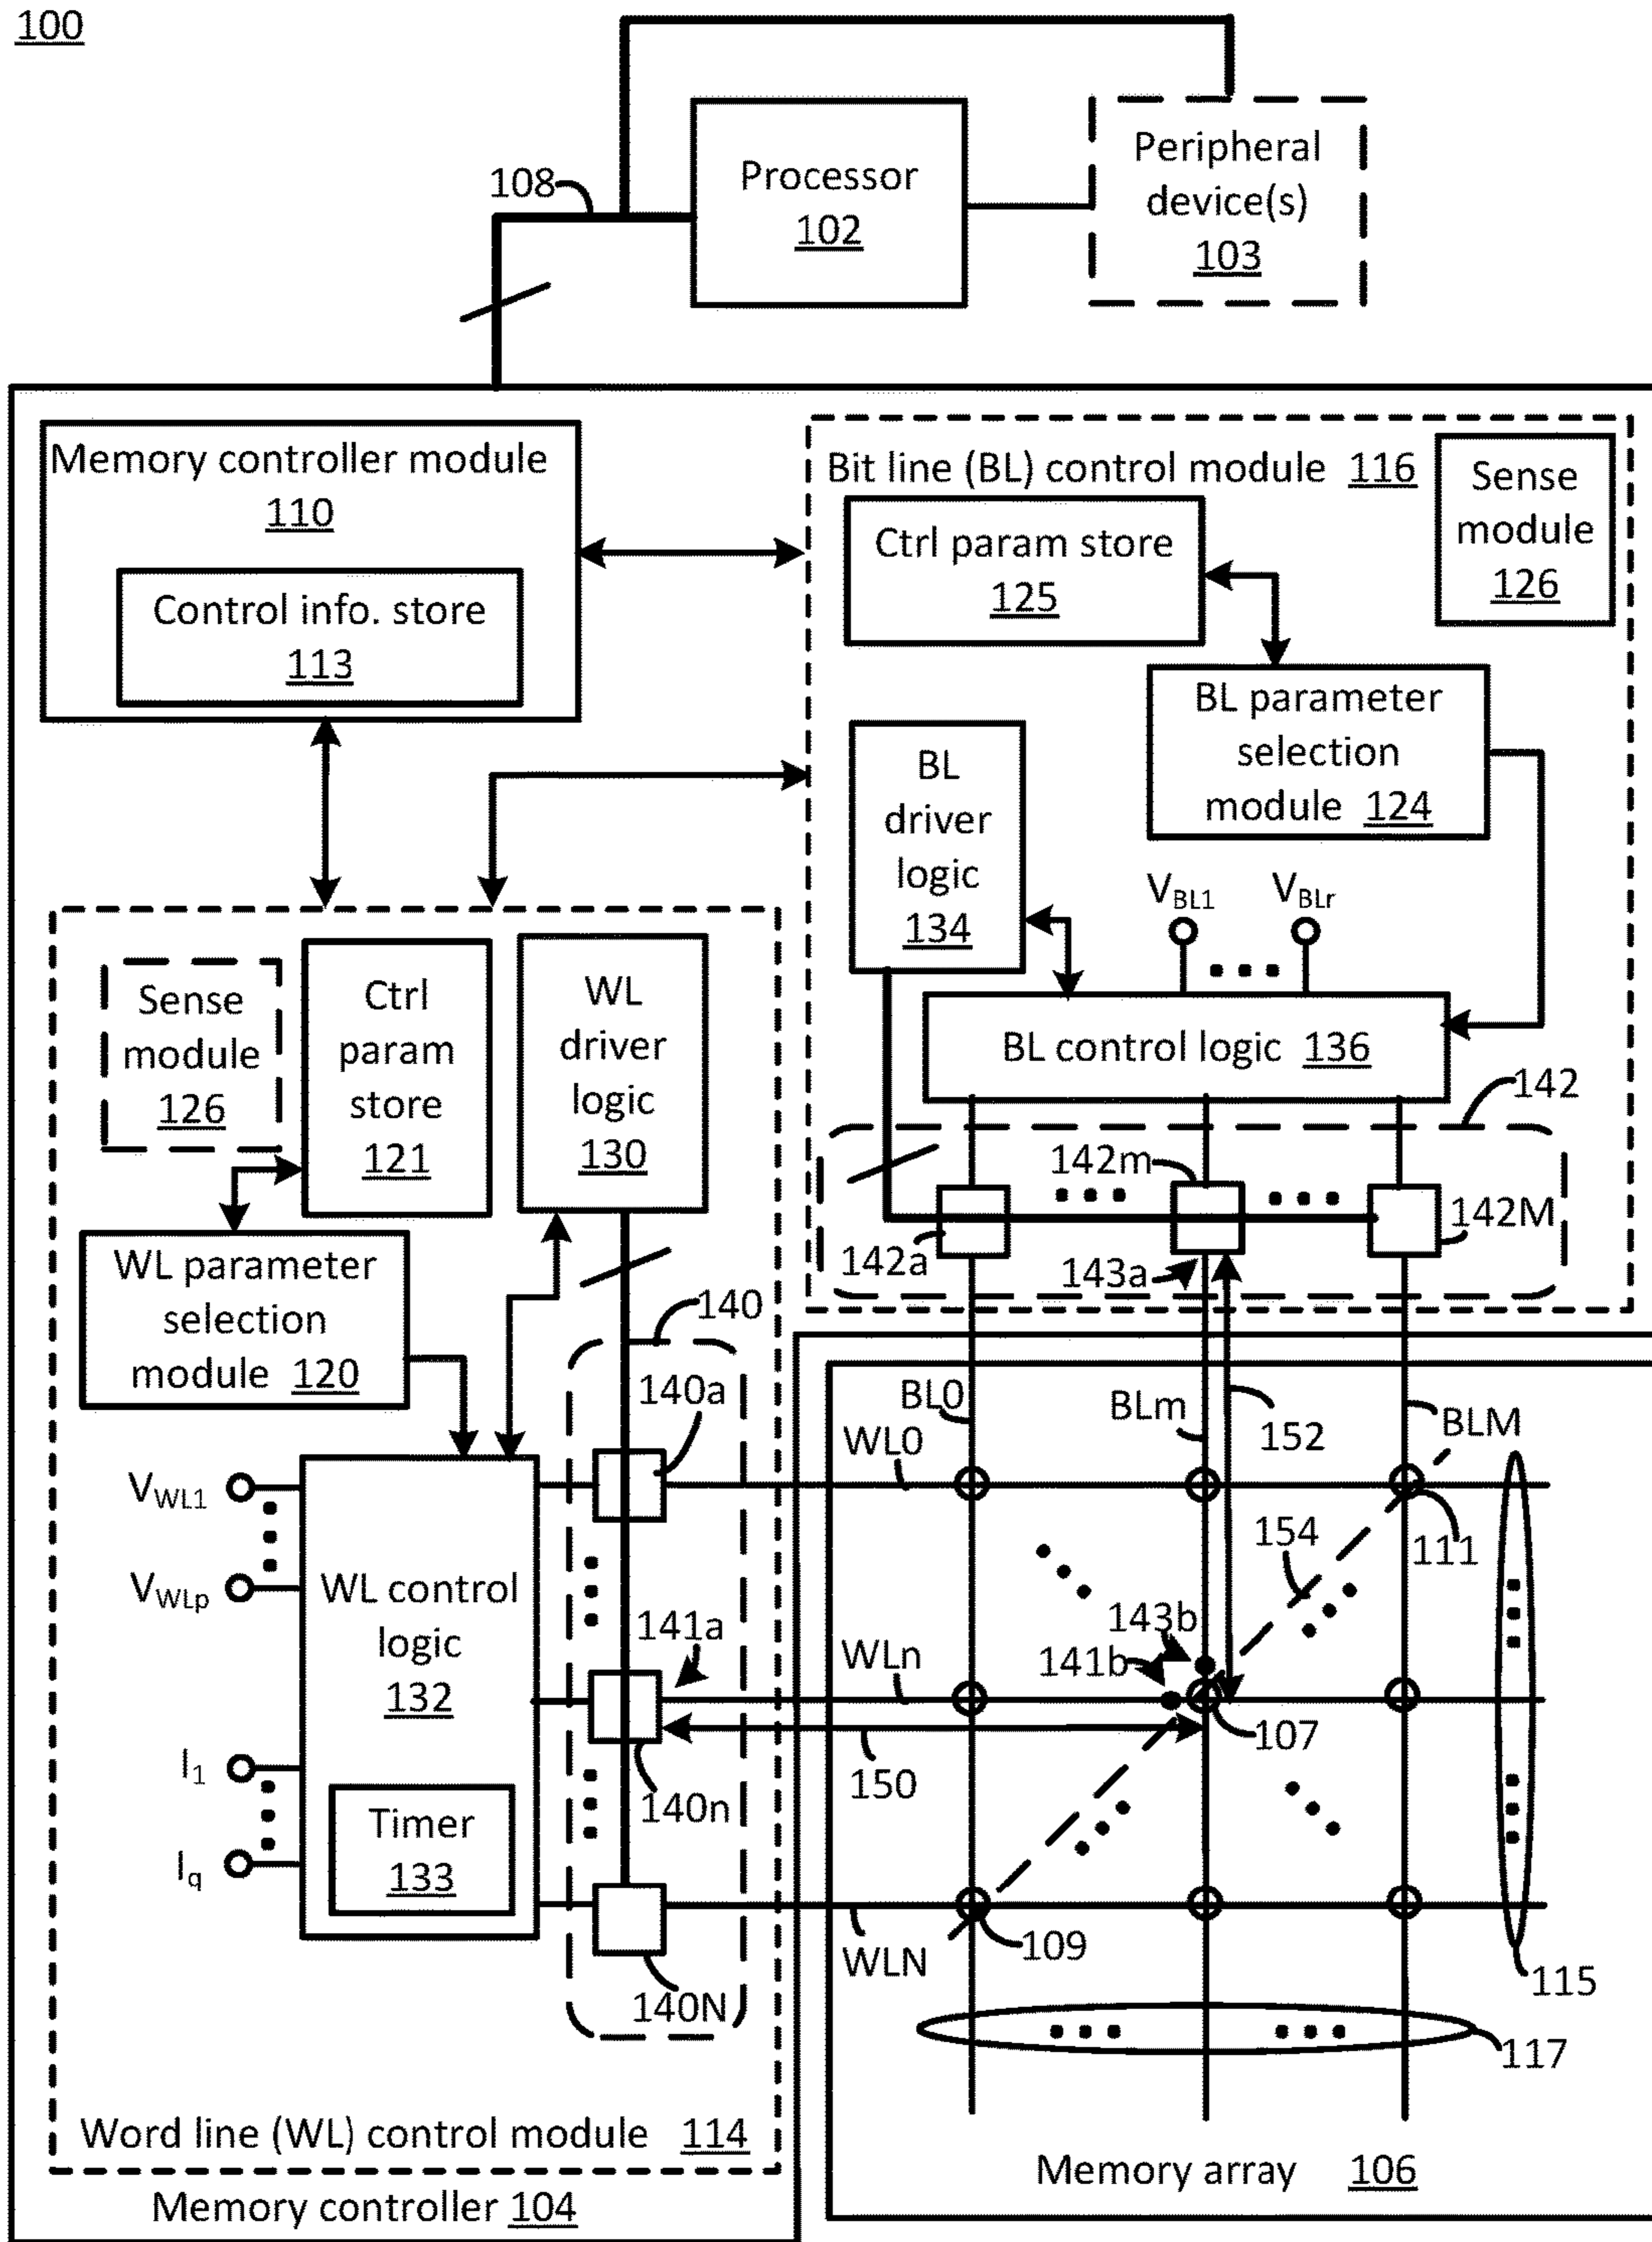 100
Processor
102
Peripheral
device(s)
103
108
Memory controller module
110
Control info. store
113
Bit line (BL) control module 116
Sense
module
126
Ctrl param store
125
BL parameter
selection
module 124
BL
driver
logic
134
VBL1
VBLr
BL control logic 136
142
142m
142a
143a
142M
Sense
module
126
Ctrl
param
store
121
WL
driver
logic
130
WL parameter
selection
module 120
140
140a
VWL1
VWLp
WL control
logic
132
I1
Iq
Timer
133
141a
140n
140N
BL0
BLm
BLM
152
WL0
154
111
143b
141b
WLn
107
150
WLN
109
115
117
Word line (WL) control module 114
Memory controller 104
Memory array 106